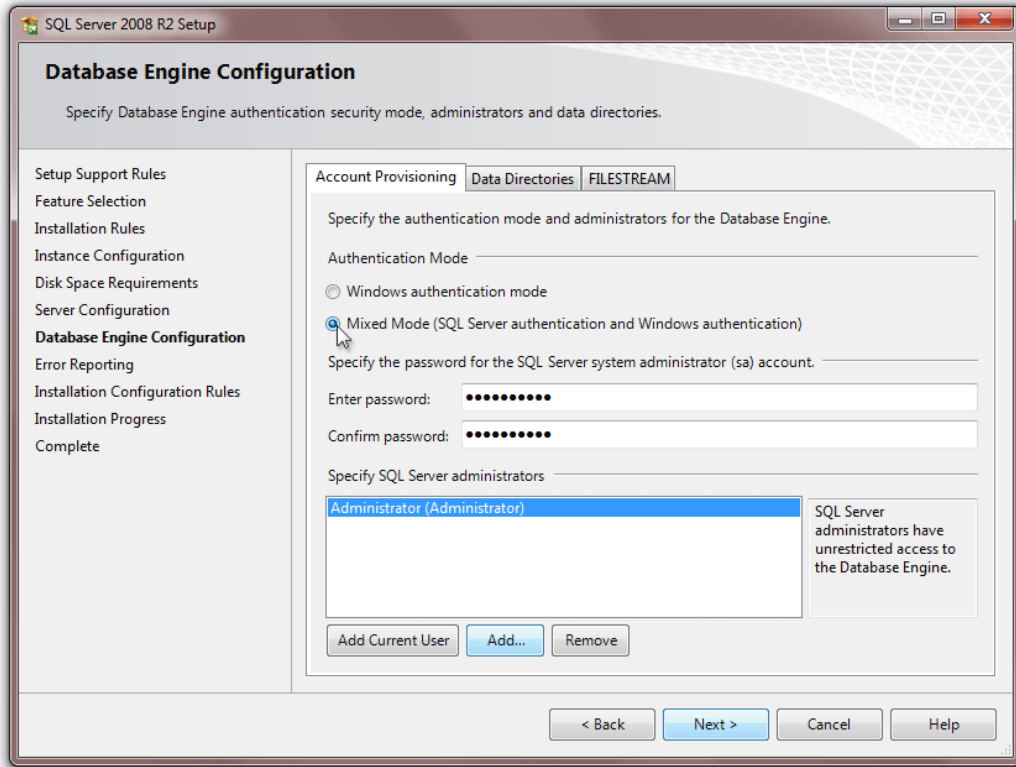 SQL Server 2008 R2 Setup
Database Engine Configuration
Specify Database Engine authentication security mode, administrators and data directories.
Setup Support Rules
Feature Selection
Installation Rules
Instance Configuration
Disk Space Requirements
Server Configuration
Database Engine Configuration
Error Reporting
Installation Configuration Rules
Installation Progress
Complete
Account Provisioning Data Directories FILESTREAM
Specify the authentication mode and administrators for the Database Engine.
Authentication Mode
Windows authentication mode
Mixed Mode (SQL Server authentication and Windows authentication)
Specify the password for the SQL Server system administrator (sa) account.
Enter password: ●●●●●●●●●●
Confirm password: ●●●●●●●●●●
Specify SQL Server administrators
Administrator (Administrator)
SQL Server
administrators have
unrestricted access to
the Database Engine.
Add Current User Add... Remove
< Back Next > Cancel Help